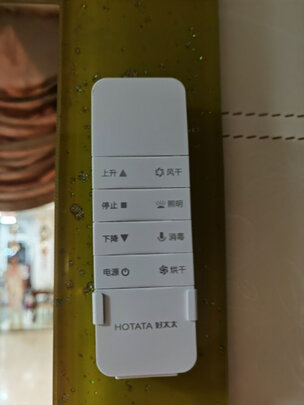 上升▲ 风干
停止■ 照明
下降▼ 消毒
电源 烘干
HOTATA 好太太